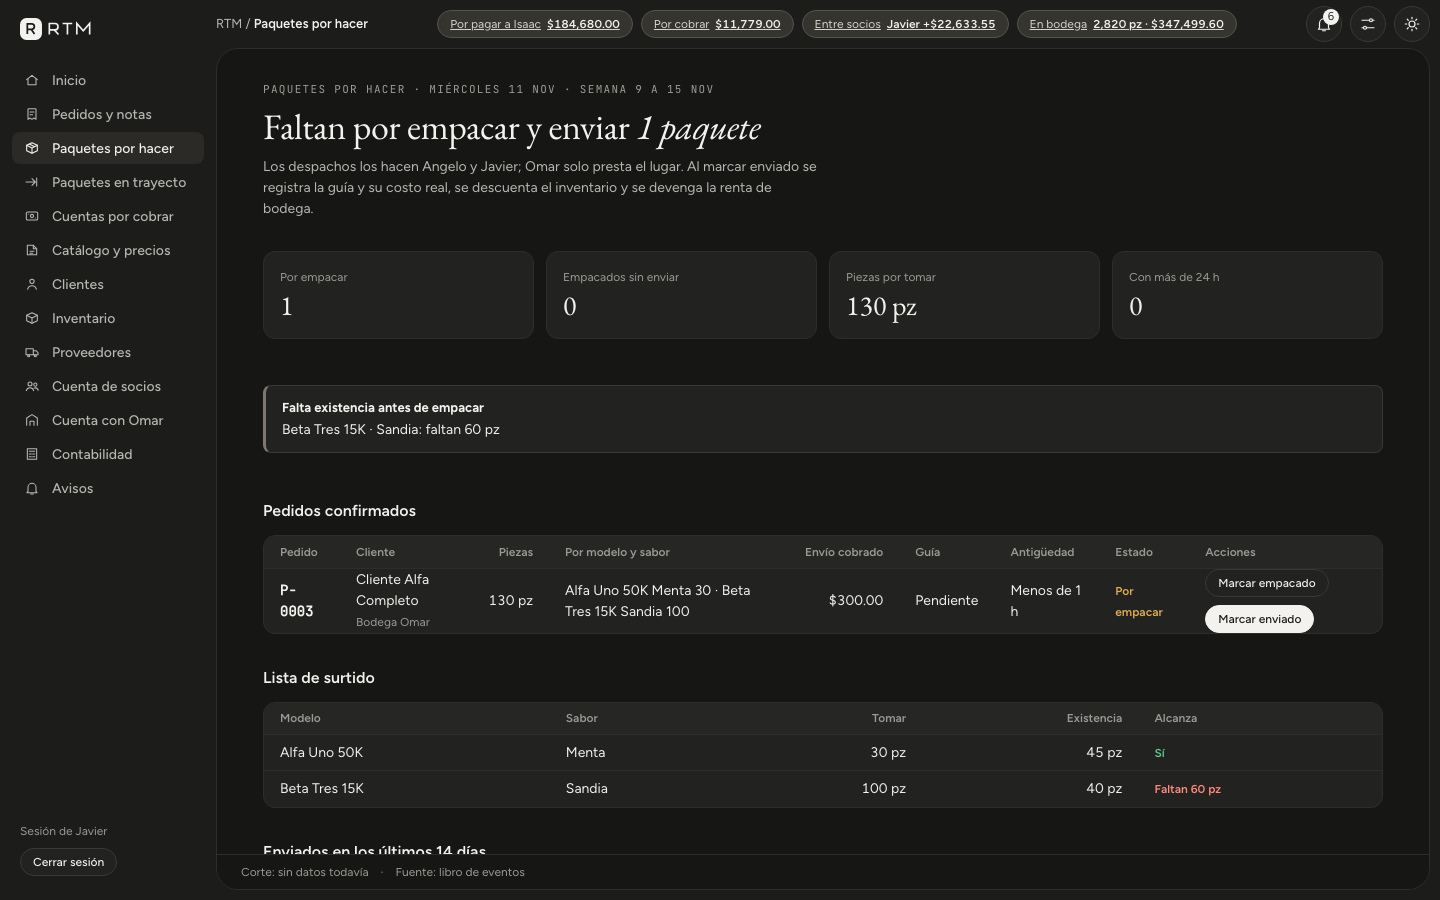 R RTM
RTM / Paquetes por hacer
Por pagar a Isaac $184,680.00
Por cobrar $11,779.00
Entre socios Javier +$22,633.55
En bodega 2,820 pz · $347,499.60
6
Inicio
Pedidos y notas
Paquetes por hacer
Paquetes en trayecto
Cuentas por cobrar
Catálogo y precios
Clientes
Inventario
Proveedores
Cuenta de socios
Cuenta con Omar
Contabilidad
Avisos
Sesión de Javier
Cerrar sesión
PAQUETES POR HACER · MIÉRCOLES 11 NOV · SEMANA 9 A 15 NOV
Faltan por empacar y enviar 1 paquete
Los despachos los hacen Angelo y Javier; Omar solo presta el lugar. Al marcar enviado se
registra la guía y su costo real, se descuenta el inventario y se devenga la renta de
bodega.
Por empacar
1
Empacados sin enviar
0
Piezas por tomar
130 pz
Con más de 24 h
0
Falta existencia antes de empacar
Beta Tres 15K · Sandia: faltan 60 pz
Pedidos confirmados
Pedido Cliente Piezas Por modelo y sabor Envío cobrado Guía Antigüedad Estado Acciones
P-
0003
Cliente Alfa
Completo
Bodega Omar
130 pz
Alfa Uno 50K Menta 30 · Beta
Tres 15K Sandia 100
$300.00
Pendiente
Menos de 1
h
Por
empacar
Marcar empacado
Marcar enviado
Lista de surtido
Modelo Sabor Tomar Existencia Alcanza
Alfa Uno 50K Menta 30 pz 45 pz Sí
Beta Tres 15K Sandia 100 pz 40 pz Faltan 60 pz
Enviados en los últimos 14 días
Corte: sin datos todavía · Fuente: libro de eventos